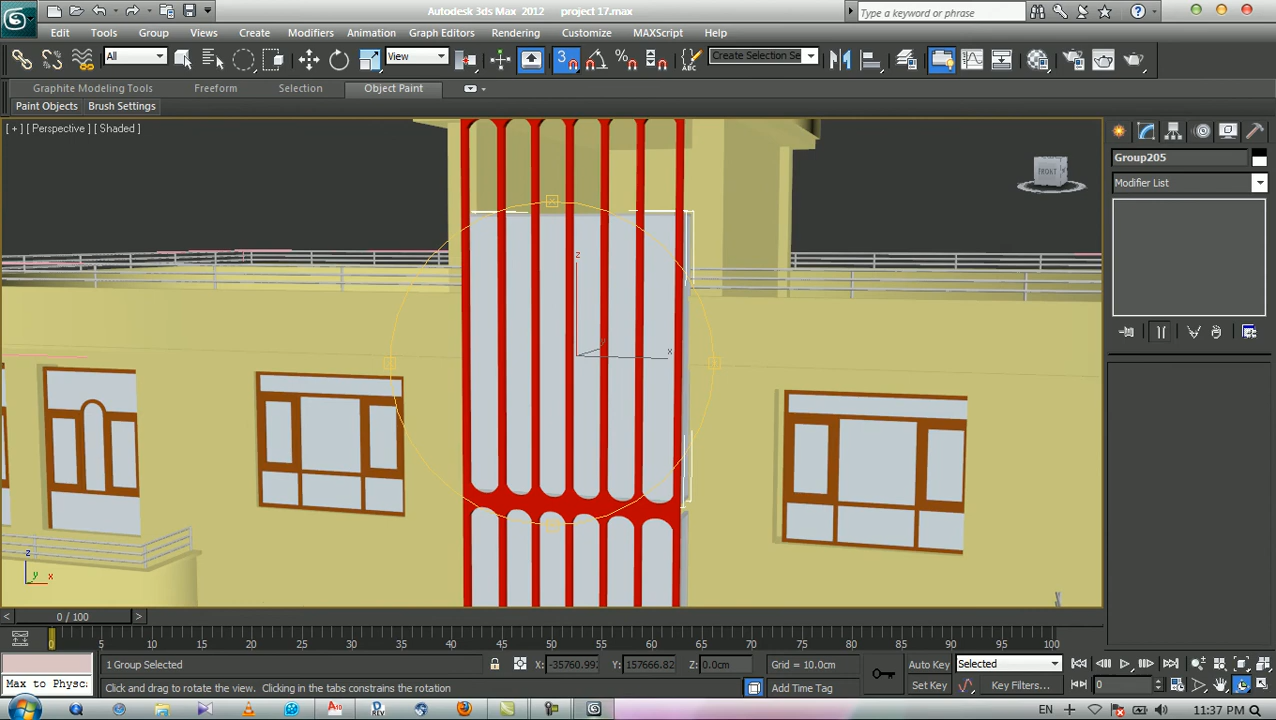 Autodesk 3ds Max 2012 project 17.max
Type a keyword or phrase
Edit Tools Group Views Create Modifiers Animation Graph Editors Rendering Customize MAXScript Help
All View 3 Create Selection Se
Graphite Modeling Tools Freeform Selection Object Paint
Paint Objects Brush Settings
[ + ] [ Perspective ] [ Shaded ]
FRONT
Group205
Modifier List
z
y
x
z
y x
0 / 100
0 5 10 15 20 25 30 35 40 45 50 55 60 65 70 75 80 85 90 95 100
1 Group Selected X: -35760.992 Y: 157666.82 Z: 0.0cm Grid = 10.0cm Auto Key Selected
Max to Physc: Click and drag to rotate the view. Clicking in the tabs constrains the rotation Add Time Tag Set Key Key Filters... 0
EN 11:37 PM